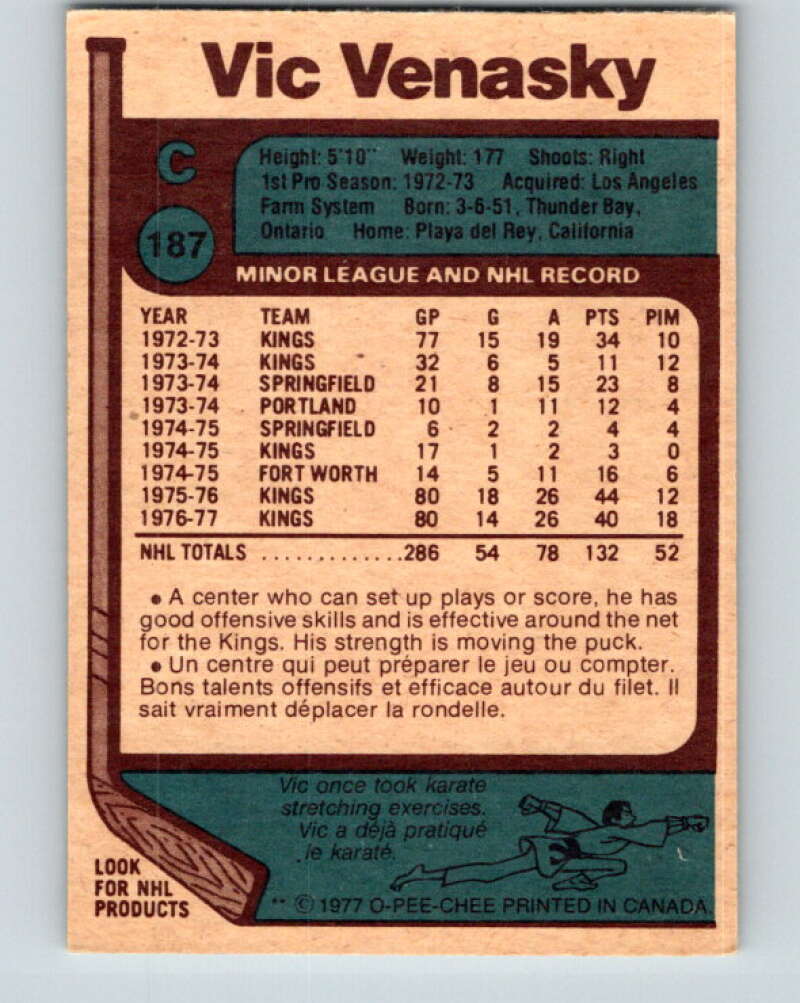 Vic Venasky
C
187
Height: 5'10" Weight: 177 Shoots: Right
1st Pro Season: 1972-73 Acquired: Los Angeles
Farm System Born: 3-6-51, Thunder Bay,
Ontario Home: Playa del Rey, California
MINOR LEAGUE AND NHL RECORD
YEAR TEAM GP G A PTS PIM
1972-73 KINGS 77 15 19 34 10
1973-74 KINGS 32 6 5 11 12
1973-74 SPRINGFIELD 21 8 15 23 8
1973-74 PORTLAND 10 1 11 12 4
1974-75 SPRINGFIELD 6 2 2 4 4
1974-75 KINGS 17 1 2 3 0
1974-75 FORT WORTH 14 5 11 16 6
1975-76 KINGS 80 18 26 44 12
1976-77 KINGS 80 14 26 40 18
NHL TOTALS .............286 54 78 132 52
• A center who can set up plays or score, he has
good offensive skills and is effective around the net
for the Kings. His strength is moving the puck.
• Un centre qui peut préparer le jeu ou compter.
Bons talents offensifs et efficace autour du filet. Il
sait vraiment déplacer la rondelle.
Vic once took karate
stretching exercises.
Vic a déjà pratiqué
le karaté.
LOOK
FOR NHL
PRODUCTS
** © 1977 O-PEE-CHEE PRINTED IN CANADA.